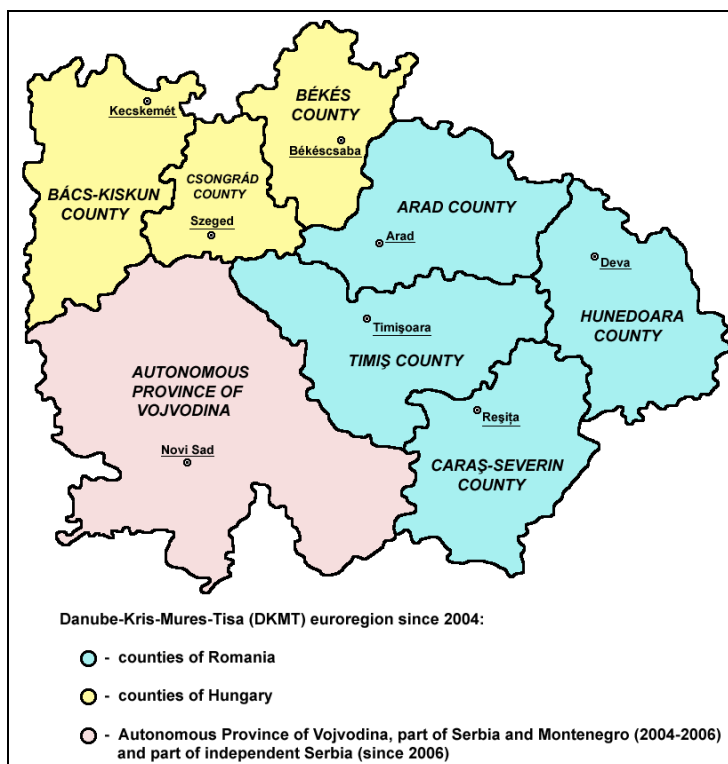 Kecskemét
BÉKÉS
COUNTY
Békéscsaba
CSONGRÁD
COUNTY
BÁCS-KISKUN
COUNTY
Szeged
ARAD COUNTY
Arad
Deva
HUNEDOARA
COUNTY
Timişoara
TIMIŞ COUNTY
AUTONOMOUS
PROVINCE OF
VOJVODINA
Reşiţa
Novi Sad
CARAŞ-SEVERIN
COUNTY
Danube-Kris-Mures-Tisa (DKMT) euroregion since 2004:
- counties of Romania
- counties of Hungary
- Autonomous Province of Vojvodina, part of Serbia and Montenegro (2004-2006)
and part of independent Serbia (since 2006)